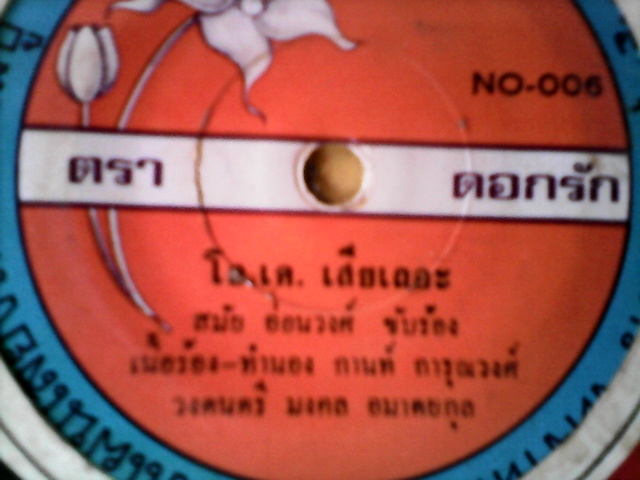 NO-006
ตรา ดอกรัก
โอ.เค. เสียเถอะ
สมัย อ่อนวงศ์ ขับร้อง
เนื้อร้อง-ทำนอง กานท์ การุณวงศ์
วงดนตรี มงคล อมาตยกุล